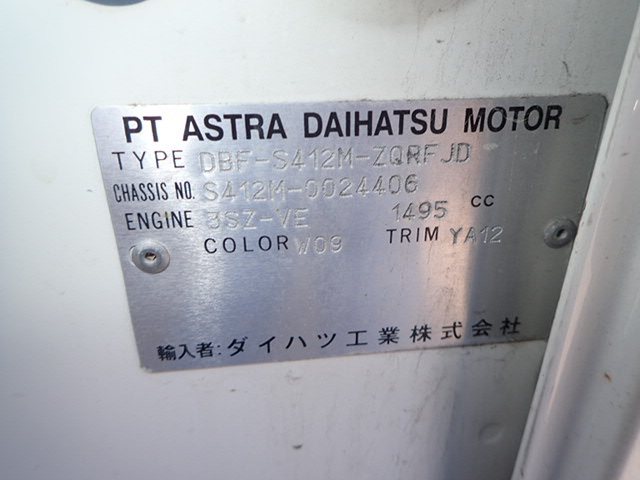 PT ASTRA DAIHATSU MOTOR
TYPE DBF-S412M-ZQRFJD
CHASSIS NO. S412M-0024406
ENGINE 3SZ-VE 1495 CC
COLOR W09 TRIM YA12
輸入者: ダイハツ工業株式会社